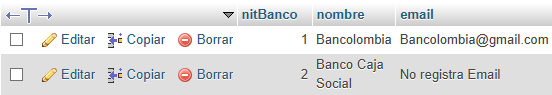 nitBanco nombre email
Editar Copiar Borrar 1 Bancolombia Bancolombia@gmail.com
Editar Copiar Borrar 2 Banco Caja Social No registra Email